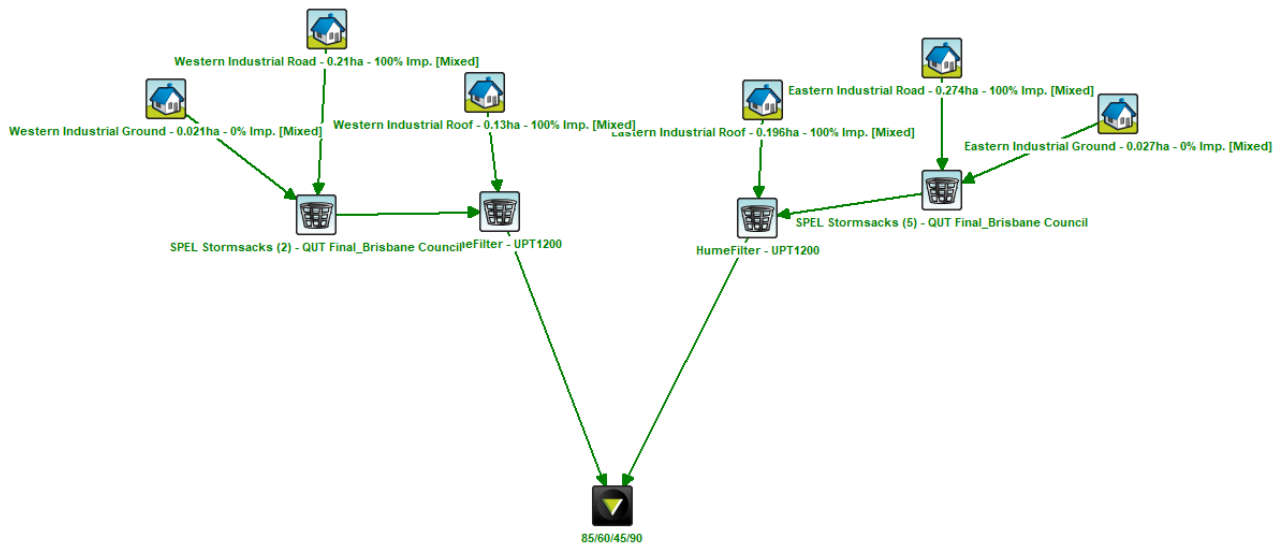 Western Industrial Road - 0.21ha - 100% Imp. [Mixed]
Eastern Industrial Road - 0.274ha - 100% Imp. [Mixed]
Western Industrial Ground - 0.021ha - 0% Imp. [Mixed]
Western Industrial Roof - 0.13ha - 100% Imp. [Mixed]
Eastern Industrial Roof - 0.196ha - 100% Imp. [Mixed]
Eastern Industrial Ground - 0.027ha - 0% Imp. [Mixed]
SPEL Stormsacks (2) - QUT Final_Brisbane Council
eFilter - UPT1200
SPEL Stormsacks (5) - QUT Final_Brisbane Council
HumeFilter - UPT1200
85/60/45/90